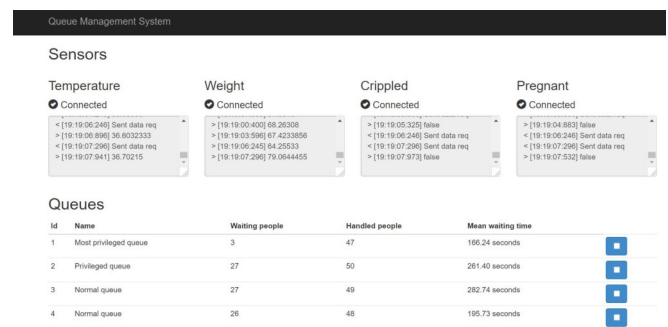 Queue Management System
Sensors
Temperature
Connected
< [19:19:06:246] Sent data req
> [19:19:06:896] 36.6032333
< [19:19:07:296] Sent data req
> [19:19:07:941] 36.70215
Weight
Connected
> [19:19:00:400] 68.26308
> [19:19:03:596] 67.4233856
> [19:19:06:245] 64.25533
> [19:19:07:296] 79.0644455
Crippled
Connected
> [19:19:05:325] false
< [19:19:06:246] Sent data req
< [19:19:07:296] Sent data req
> [19:19:07:973] false
Pregnant
Connected
> [19:19:04:883] false
< [19:19:06:246] Sent data req
< [19:19:07:296] Sent data req
> [19:19:07:532] false
Queues
Id Name Waiting people Handled people Mean waiting time
1 Most privileged queue 3 47 166.24 seconds
2 Privileged queue 27 50 261.40 seconds
3 Normal queue 27 49 282.74 seconds
4 Normal queue 26 48 195.73 seconds